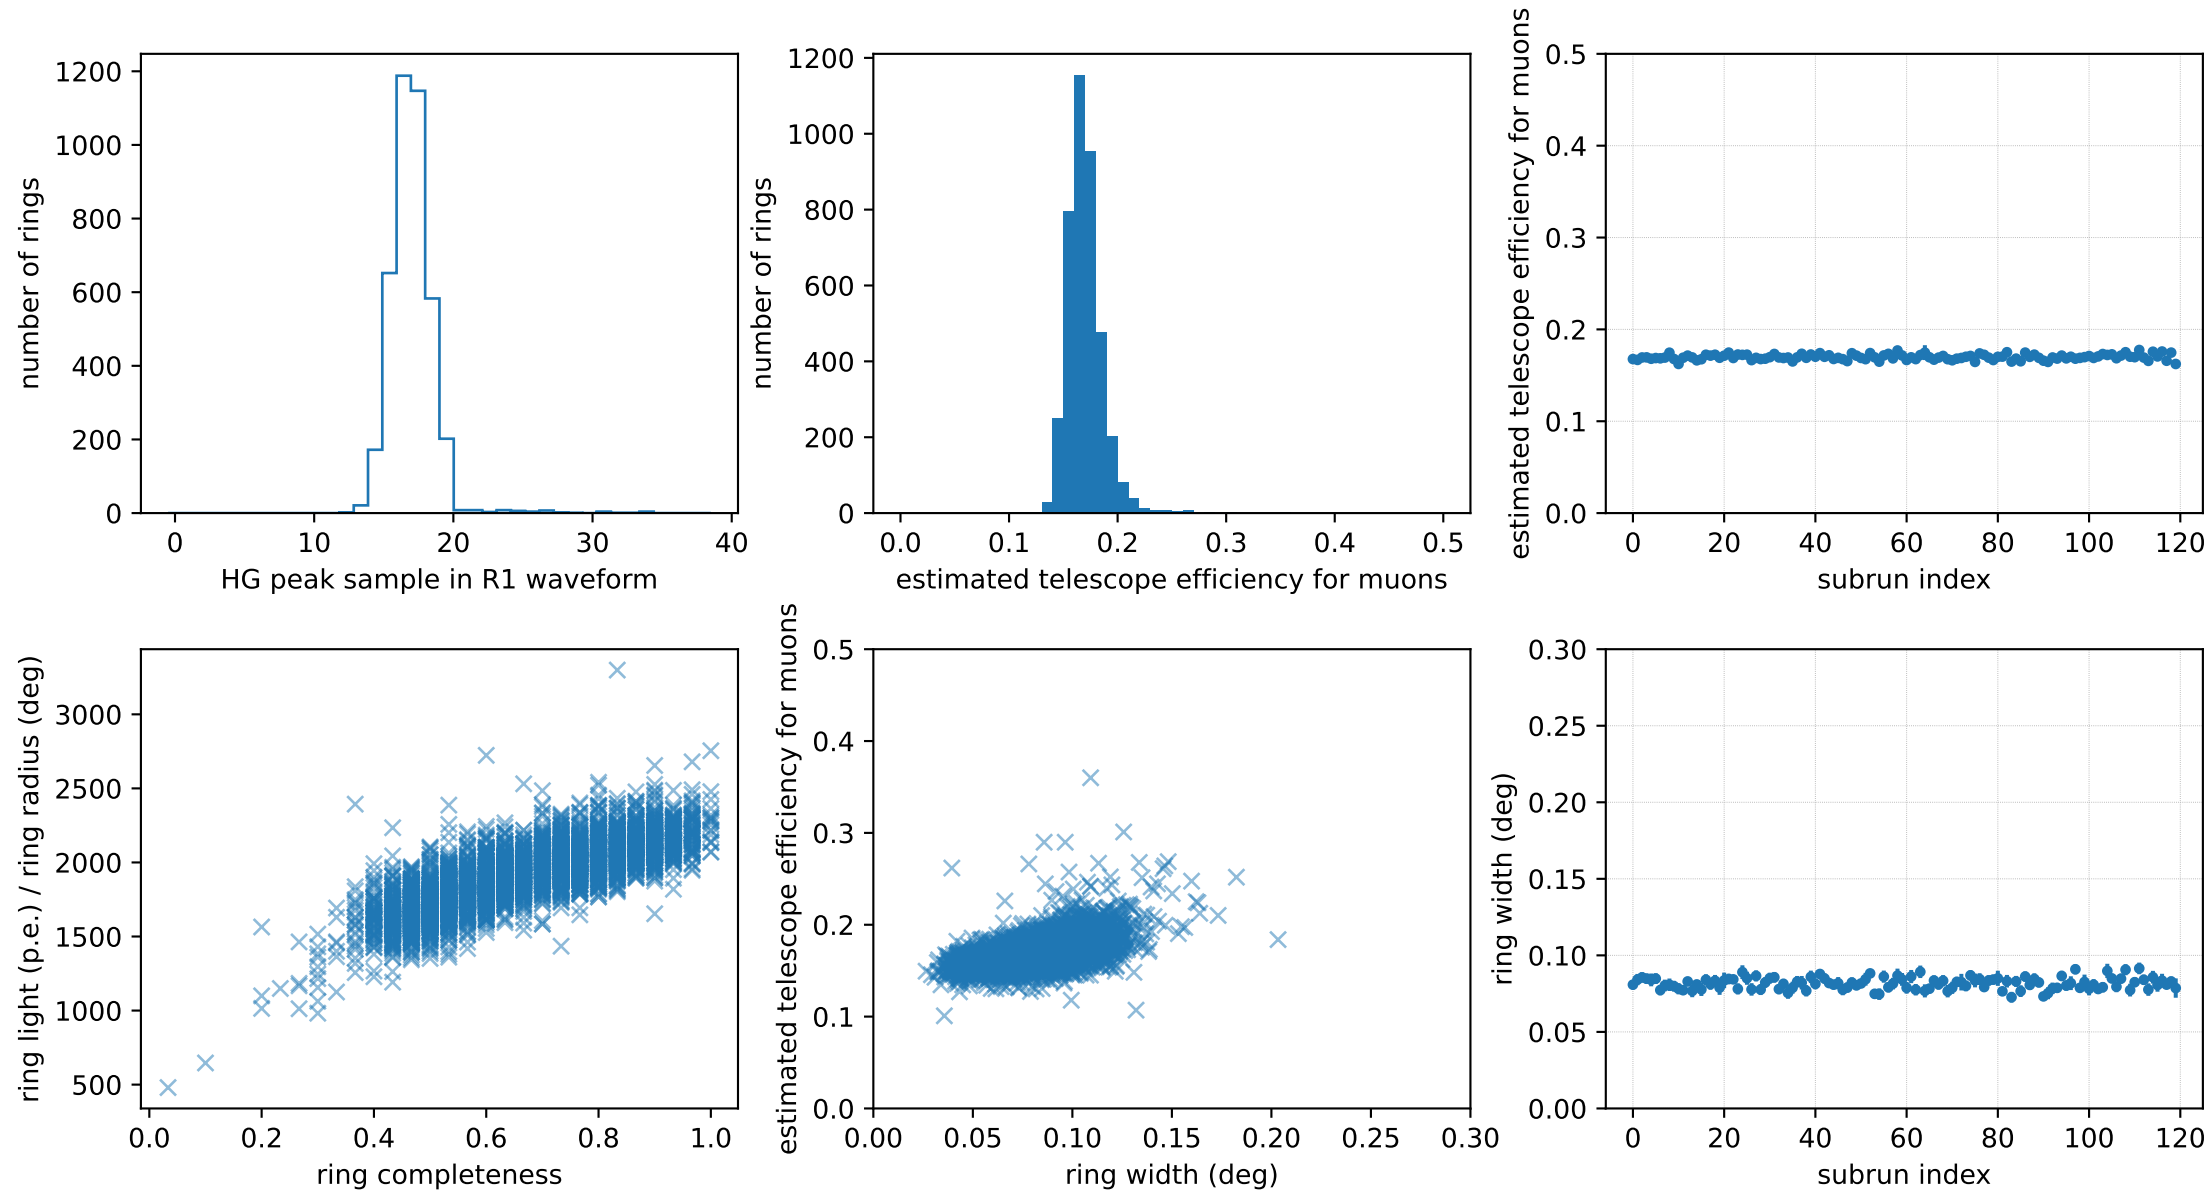 1200
1000
800
600
400
200
0
number of rings
0 10 20 30 40
HG peak sample in R1 waveform
1200
1000
800
600
400
200
0
number of rings
0.0 0.1 0.2 0.3 0.4 0.5
estimated telescope efficiency for muons
0.5
0.4
0.3
0.2
0.1
0.0
estimated telescope efficiency for muons
0 20 40 60 80 100 120
subrun index
3000
2500
2000
1500
1000
500
ring light (p.e.) / ring radius (deg)
0.0 0.2 0.4 0.6 0.8 1.0
ring completeness
0.5
0.4
0.3
0.2
0.1
0.0
estimated telescope efficiency for muons
0.00 0.05 0.10 0.15 0.20 0.25 0.30
ring width (deg)
0.30
0.25
0.20
0.15
0.10
0.05
0.00
ring width (deg)
0 20 40 60 80 100 120
subrun index